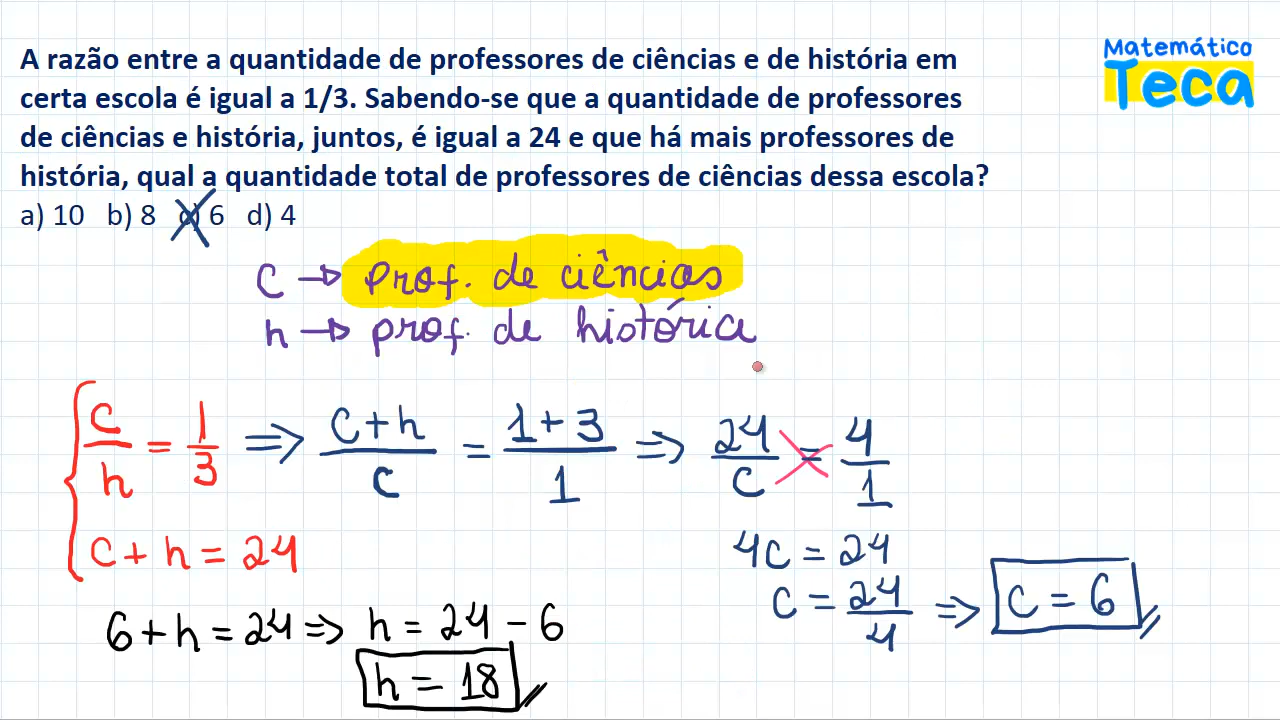 Matemático
Teca
A razão entre a quantidade de professores de ciências e de história em
certa escola é igual a 1/3. Sabendo-se que a quantidade de professores
de ciências e história, juntos, é igual a 24 e que há mais professores de
história, qual a quantidade total de professores de ciências dessa escola?
a) 10 b) 8 c) 6 d) 4
C → prof. de ciências
h → prof. de histórica
c/h = 1/3 ⇒ c+h/c = 1+3/1 ⇒ 24/c = 4/1
c + h = 24
4c = 24
c = 24/4 ⇒ c = 6
6 + h = 24 ⇒ h = 24 - 6
h = 18